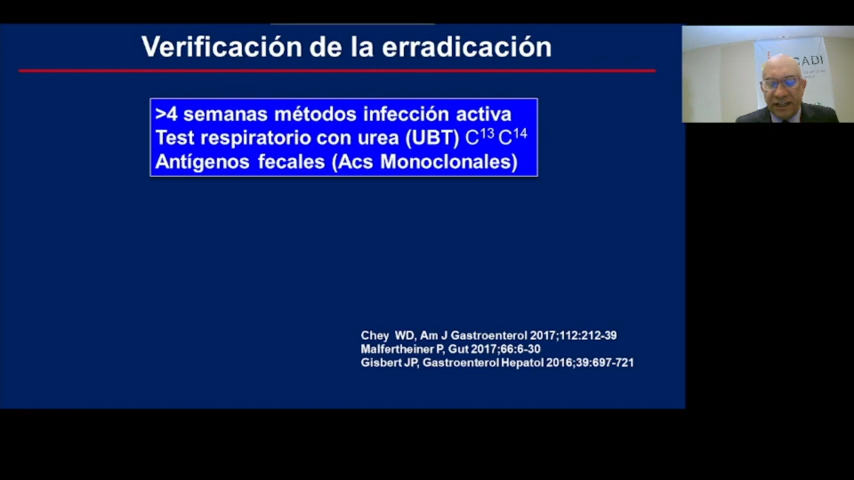 Verificación de la erradicación
>4 semanas métodos infección activa
Test respiratorio con urea (UBT) C¹³ C¹⁴
Antígenos fecales (Acs Monoclonales)
Chey WD, Am J Gastroenterol 2017;112:212-39
Malfertheiner P, Gut 2017;66:6-30
Gisbert JP, Gastroenterol Hepatol 2016;39:697-721